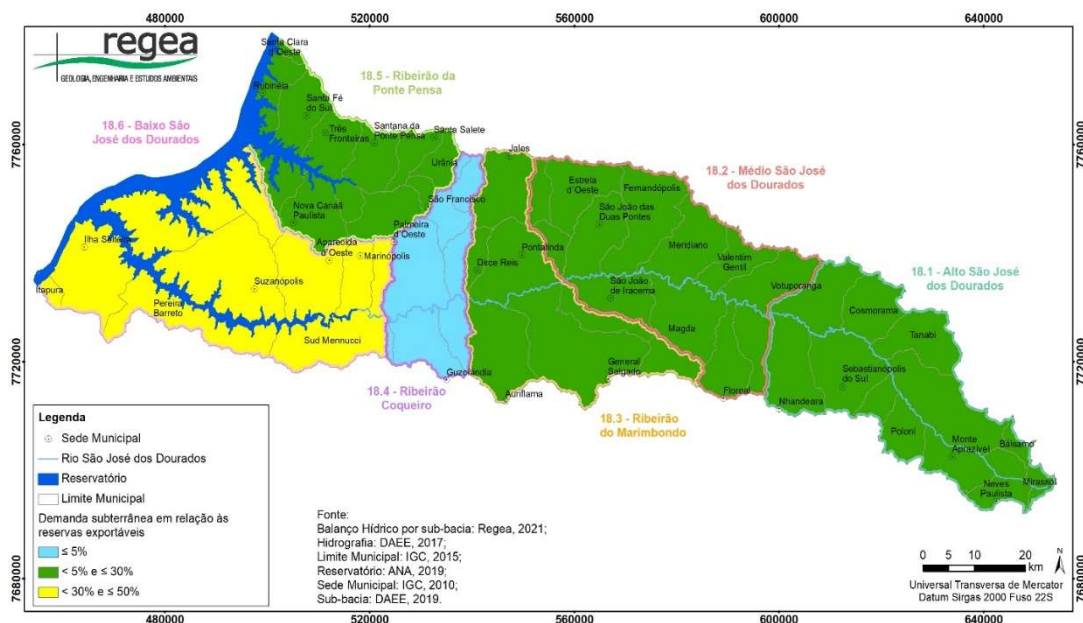 480000
520000
560000
600000
640000
regea
GEOLOGIA, ENGENHARIA E ESTUDOS AMBIENTAIS
Santa Clara
d'Oeste
18.5 - Ribeirão da
Ponte Pensa
Rubinéia
Santa Fé
do Sul
Três
Fronteiras
Santana da
Ponte Pensa
Santa Salete
18.6 - Baixo São
José dos Dourados
7760000
7760000
Urânia
Jales
18.2 - Médio São José
dos Dourados
Estrela
d´Oeste
Fernandópolis
São Francisco
São João das
Duas Pontes
Nova Canaã
Paulista
Palmeira
d'Oeste
Ilha Solteira
Aparecida
d'Oeste
Marinópolis
Dirce Reis
Pontalinda
Meridiano
Valentim
Gentil
18.1 - Alto São José
dos Dourados
Itapura
Suzanópolis
São João
de Iracema
Votuporanga
Pereira
Barreto
Cosmorama
Sud Mennucci
Magda
Tanabi
7720000
7720000
Guzolândia
General
Salgado
Sebastianópolis
do Sul
18.4 - Ribeirão
Coqueiro
Auriflama
Floreal
Nhandeara
18.3 - Ribeirão
do Marimbondo
Poloni
Monte
Aprazível
Bálsamo
Neves
Paulista
Mirassol
Legenda
Sede Municipal
Rio São José dos Dourados
Reservatório
Limite Municipal
Demanda subterrânea em relação às
reservas exportáveis
≤ 5%
< 5% e ≤ 30%
< 30% e ≤ 50%
Fonte:
Balanço Hídrico por sub-bacia: Regea, 2021;
Hidrografia: DAEE, 2017;
Limite Municipal: IGC, 2015;
Reservatório: ANA, 2019;
Sede Municipal: IGC, 2010;
Sub-bacia: DAEE, 2019.
0 5 10 20
km
N
Universal Transversa de Mercator
Datum Sirgas 2000 Fuso 22S
7680000
7680000
480000
520000
560000
600000
640000